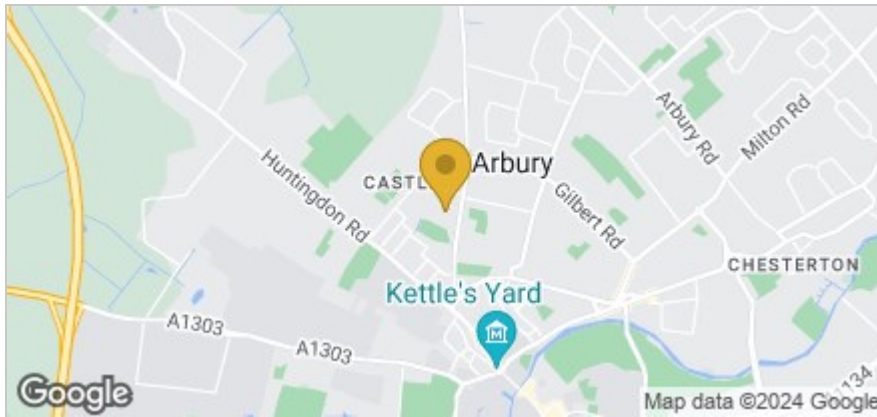 Arbury Rd
Milton Rd
Huntingdon Rd
CASTL
Arbury
Gilbert Rd
CHESTERTON
Kettle's Yard
M
A1303
A1303
1134
Google
Map data ©2024 Google